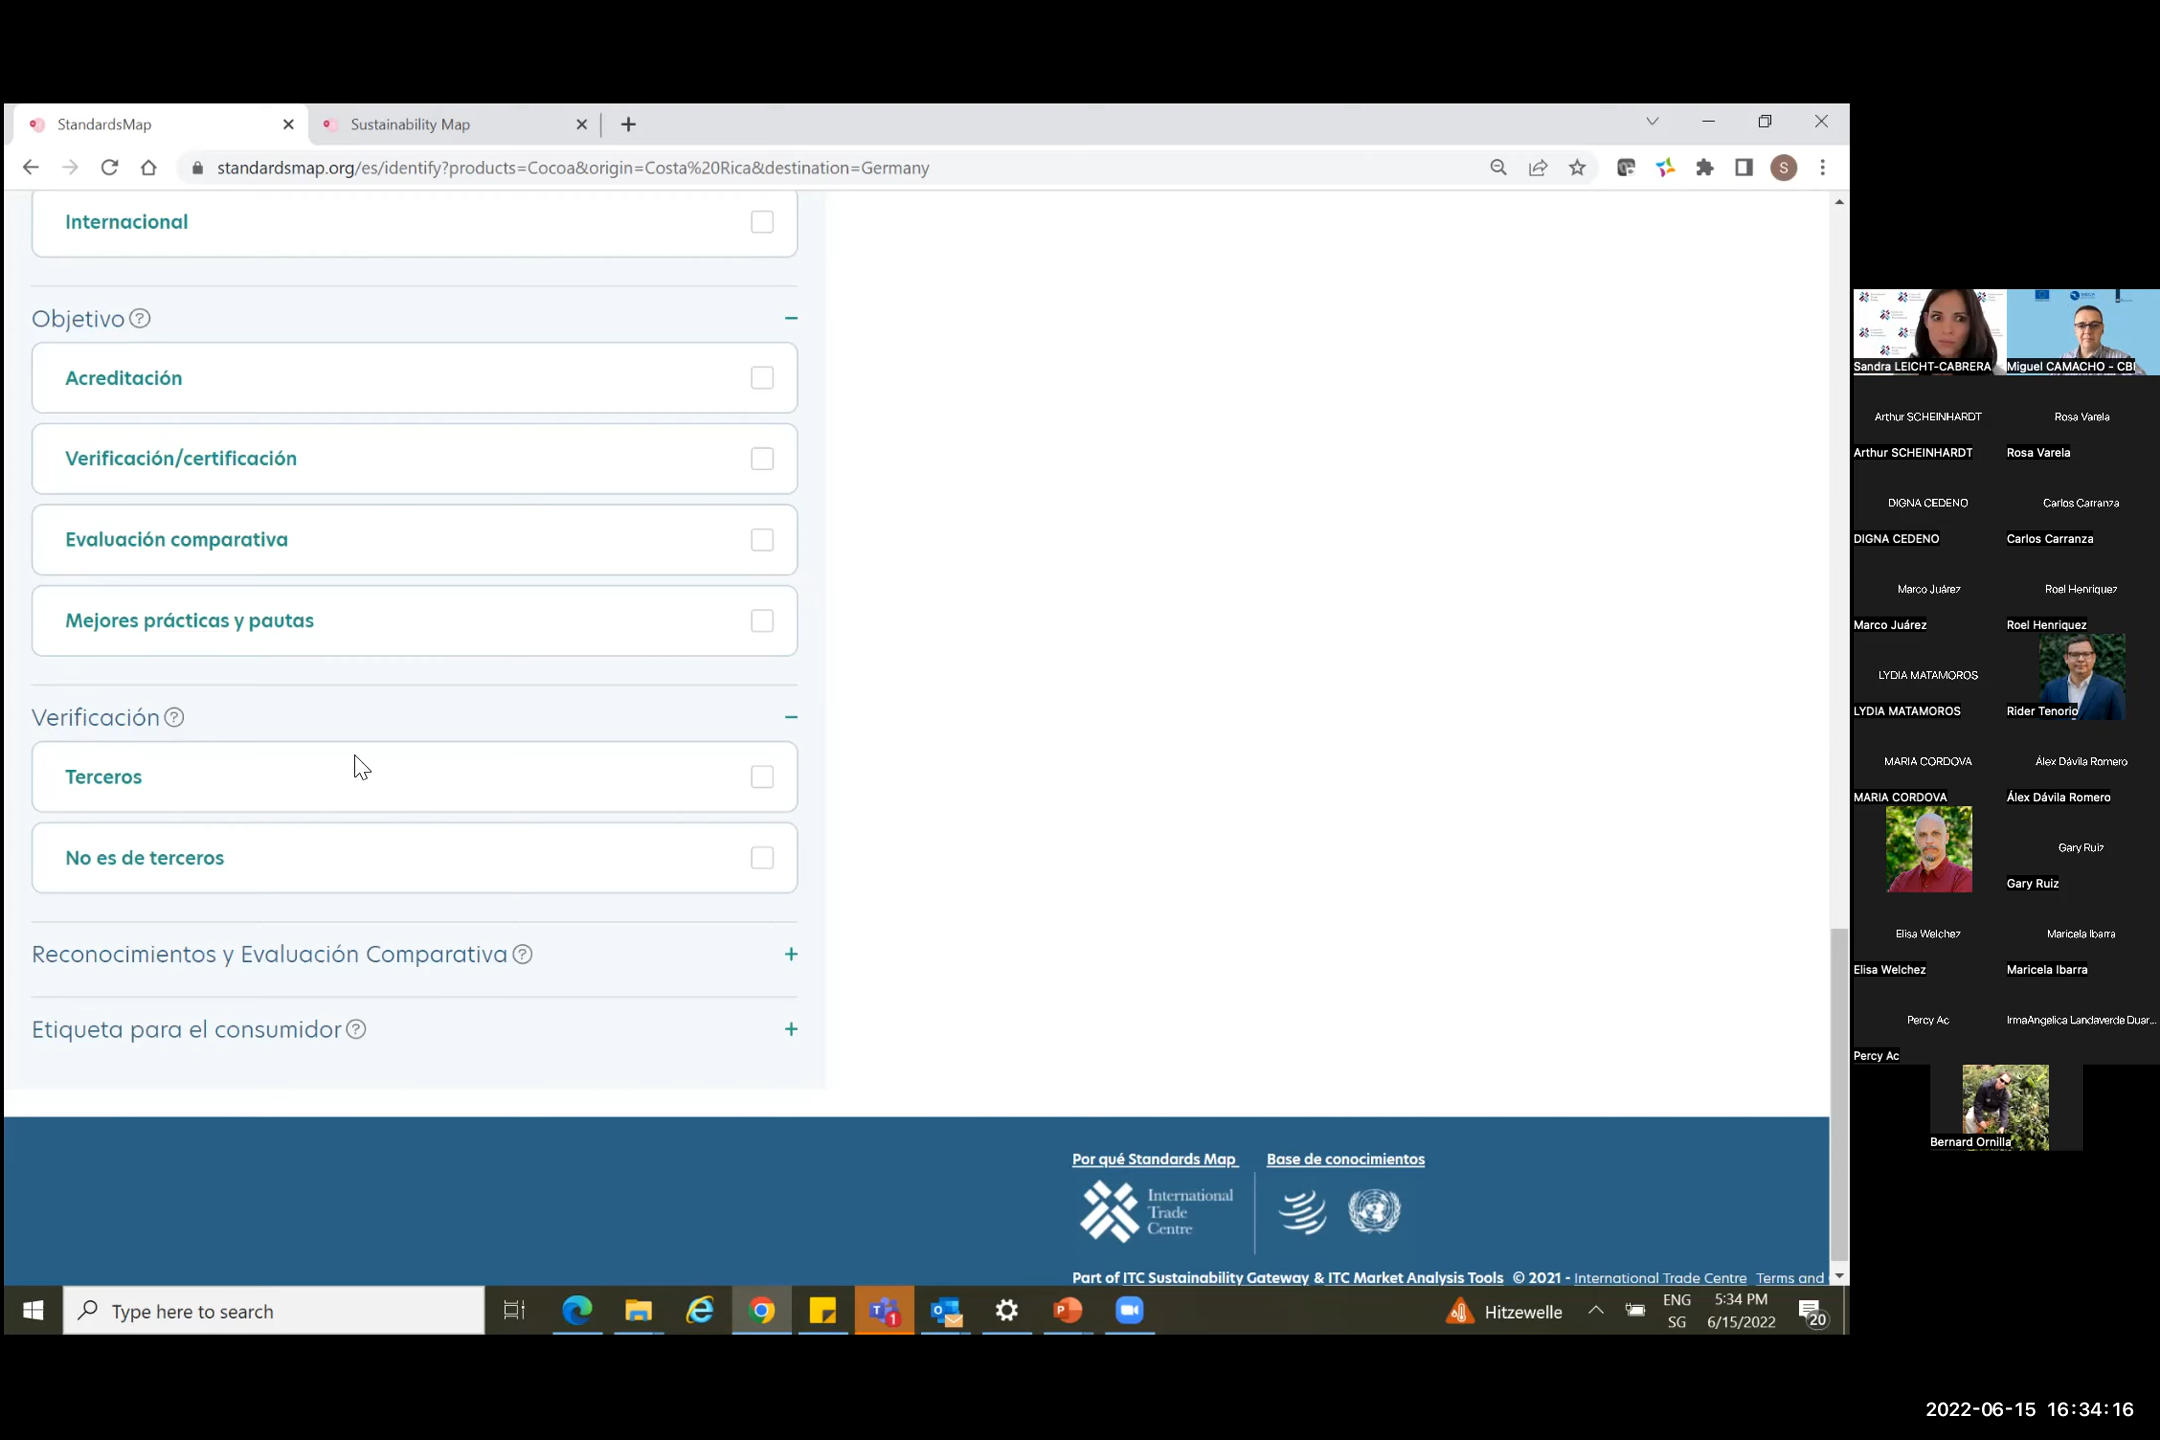 StandardsMap
Sustainability Map
standardsmap.org/es/identify?products=Cocoa&origin=Costa%20Rica&destination=Germany
S
Internacional
Objetivo ?
Acreditación
Verificación/certificación
Evaluación comparativa
Mejores prácticas y pautas
Verificación ?
Terceros
No es de terceros
Reconocimientos y Evaluación Comparativa ?
Etiqueta para el consumidor ?
Por qué Standards Map
Base de conocimientos
International
Trade
Centre
Part of ITC Sustainability Gateway & ITC Market Analysis Tools © 2021 - International Trade Centre Terms and
Type here to search
1
Hitzewelle
ENG
SG
5:34 PM
6/15/2022
20
Sandra LEICHT-CABRERA
Miguel CAMACHO - CBI
Arthur SCHEINHARDT
Rosa Varela
Arthur SCHEINHARDT
Rosa Varela
DIGNA CEDENO
Carlos Carranza
DIGNA CEDENO
Carlos Carranza
Marco Juárez
Roel Henriquez
Marco Juárez
Roel Henriquez
LYDIA MATAMOROS
LYDIA MATAMOROS
Rider Tenorio
MARIA CORDOVA
Álex Dávila Romero
MARIA CORDOVA
Álex Dávila Romero
Gary Ruiz
Gary Ruiz
Elisa Welchez
Maricela Ibarra
Elisa Welchez
Maricela Ibarra
Percy Ac
IrmaAngelica Landaverde Duar...
Percy Ac
Bernard Ornilla
2022-06-15 16:34:16